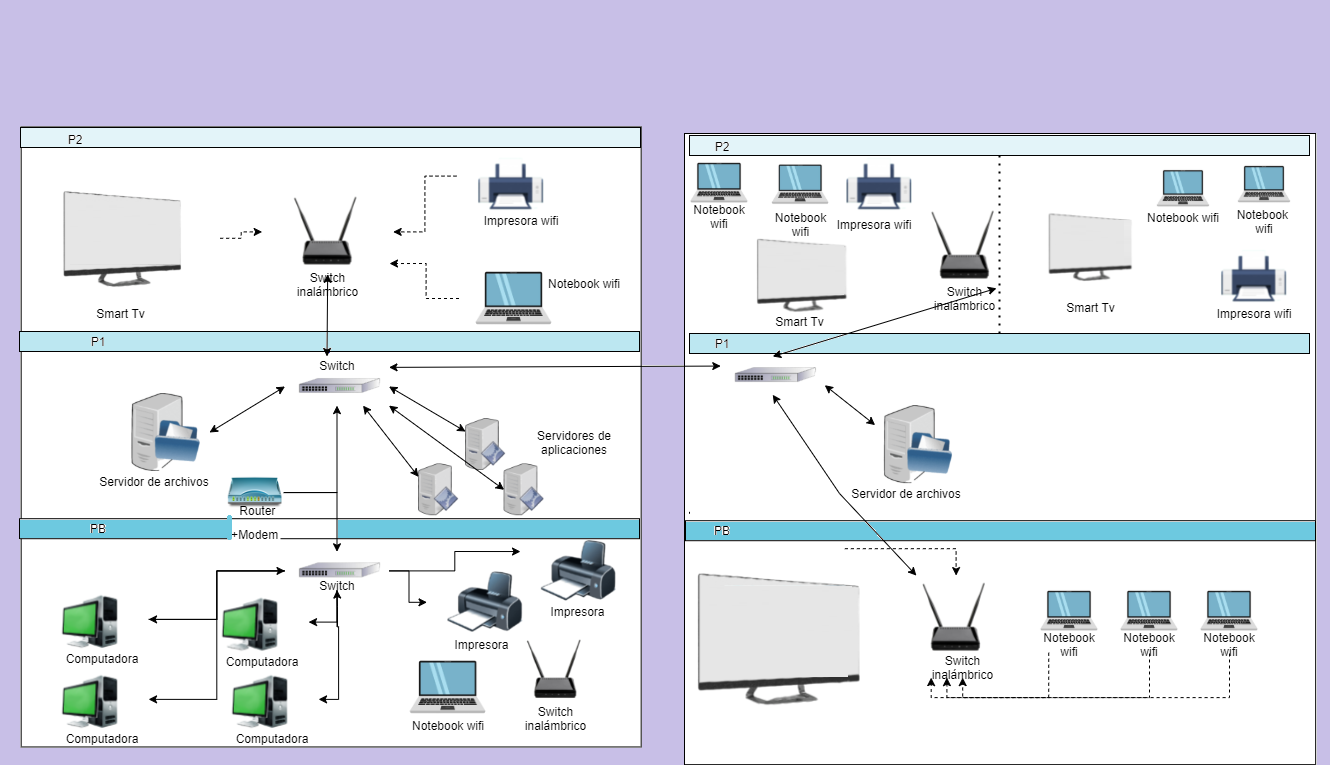 P2
Impresora wifi
Switch
inalámbrico
Notebook wifi
Smart Tv
P1
Switch
Servidores de
aplicaciones
Servidor de archivos
Router
PB
+Modem
Switch
Impresora
Impresora
Computadora
Computadora
Notebook wifi
Switch
inalámbrico
Computadora
Computadora
P2
Notebook
wifi
Notebook
wifi
Impresora wifi
Notebook wifi
Notebook
wifi
Switch
inalámbrico
Smart Tv
Smart Tv
Impresora wifi
P1
Servidor de archivos
PB
Switch
inalámbrico
Notebook
wifi
Notebook
wifi
Notebook
wifi